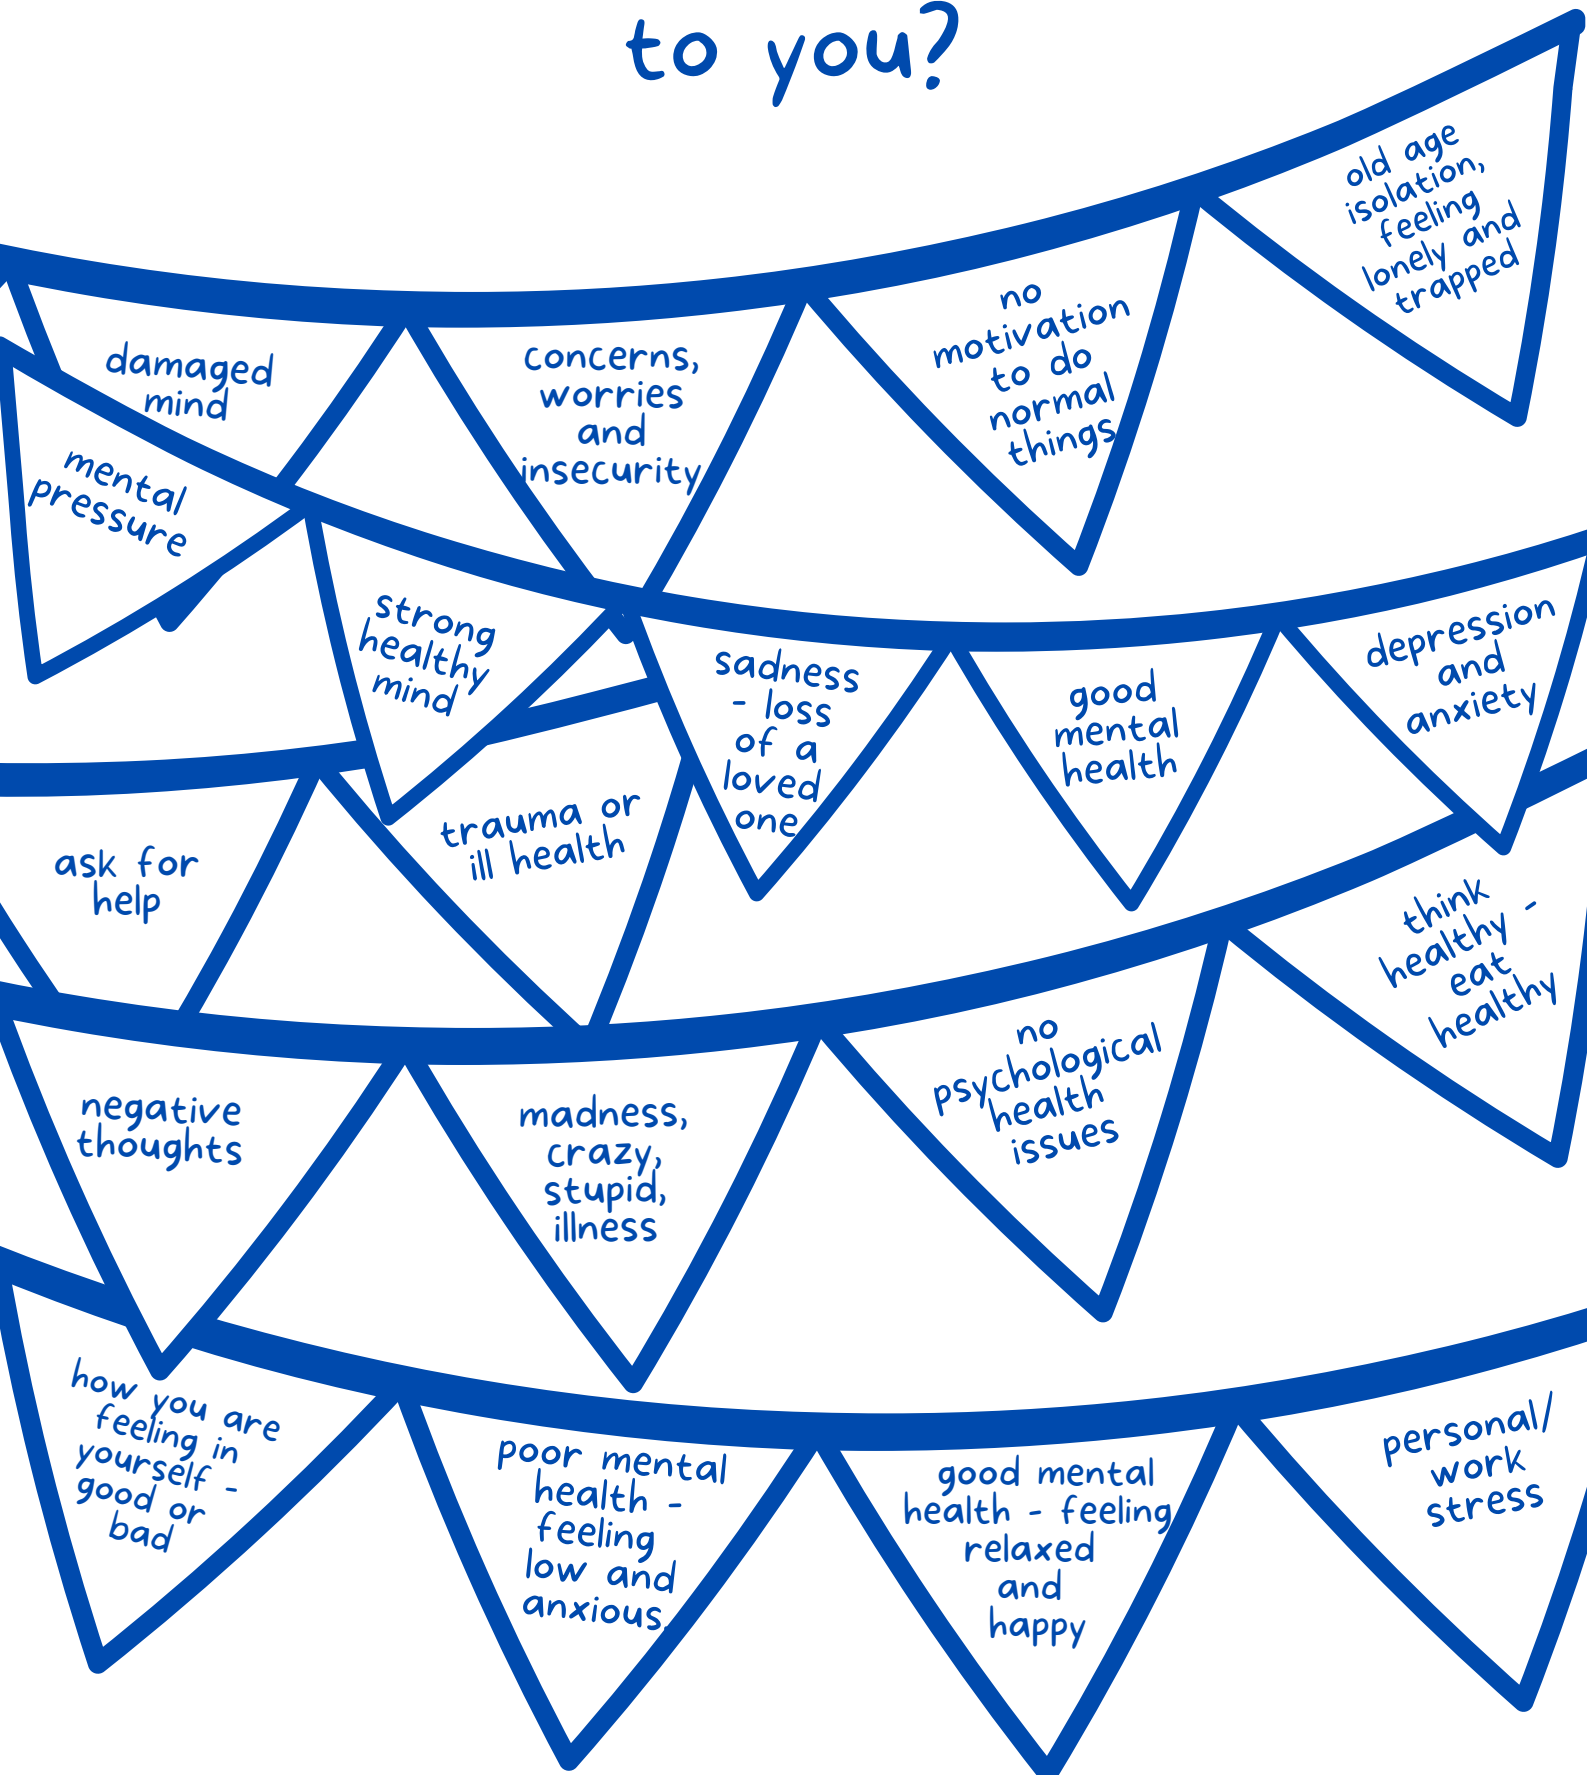 to you?
old age
isolation,
feeling
lonely and
trapped
no
motivation
to do
normal
things
concerns,
worries
and
insecurity
damaged
mind
mental
pressure
strong
healthy
mind
sadness
- loss
of a
loved
one
good
mental
health
depression
and
anxiety
ask for
help
trauma or
ill health
think
healthy -
eat
healthy
negative
thoughts
madness,
crazy,
stupid,
illness
no
psychological
health
issues
how you are
feeling in
yourself -
good or
bad
poor mental
health -
feeling
low and
anxious.
good mental
health - feeling
relaxed
and
happy
personal/
work
stress